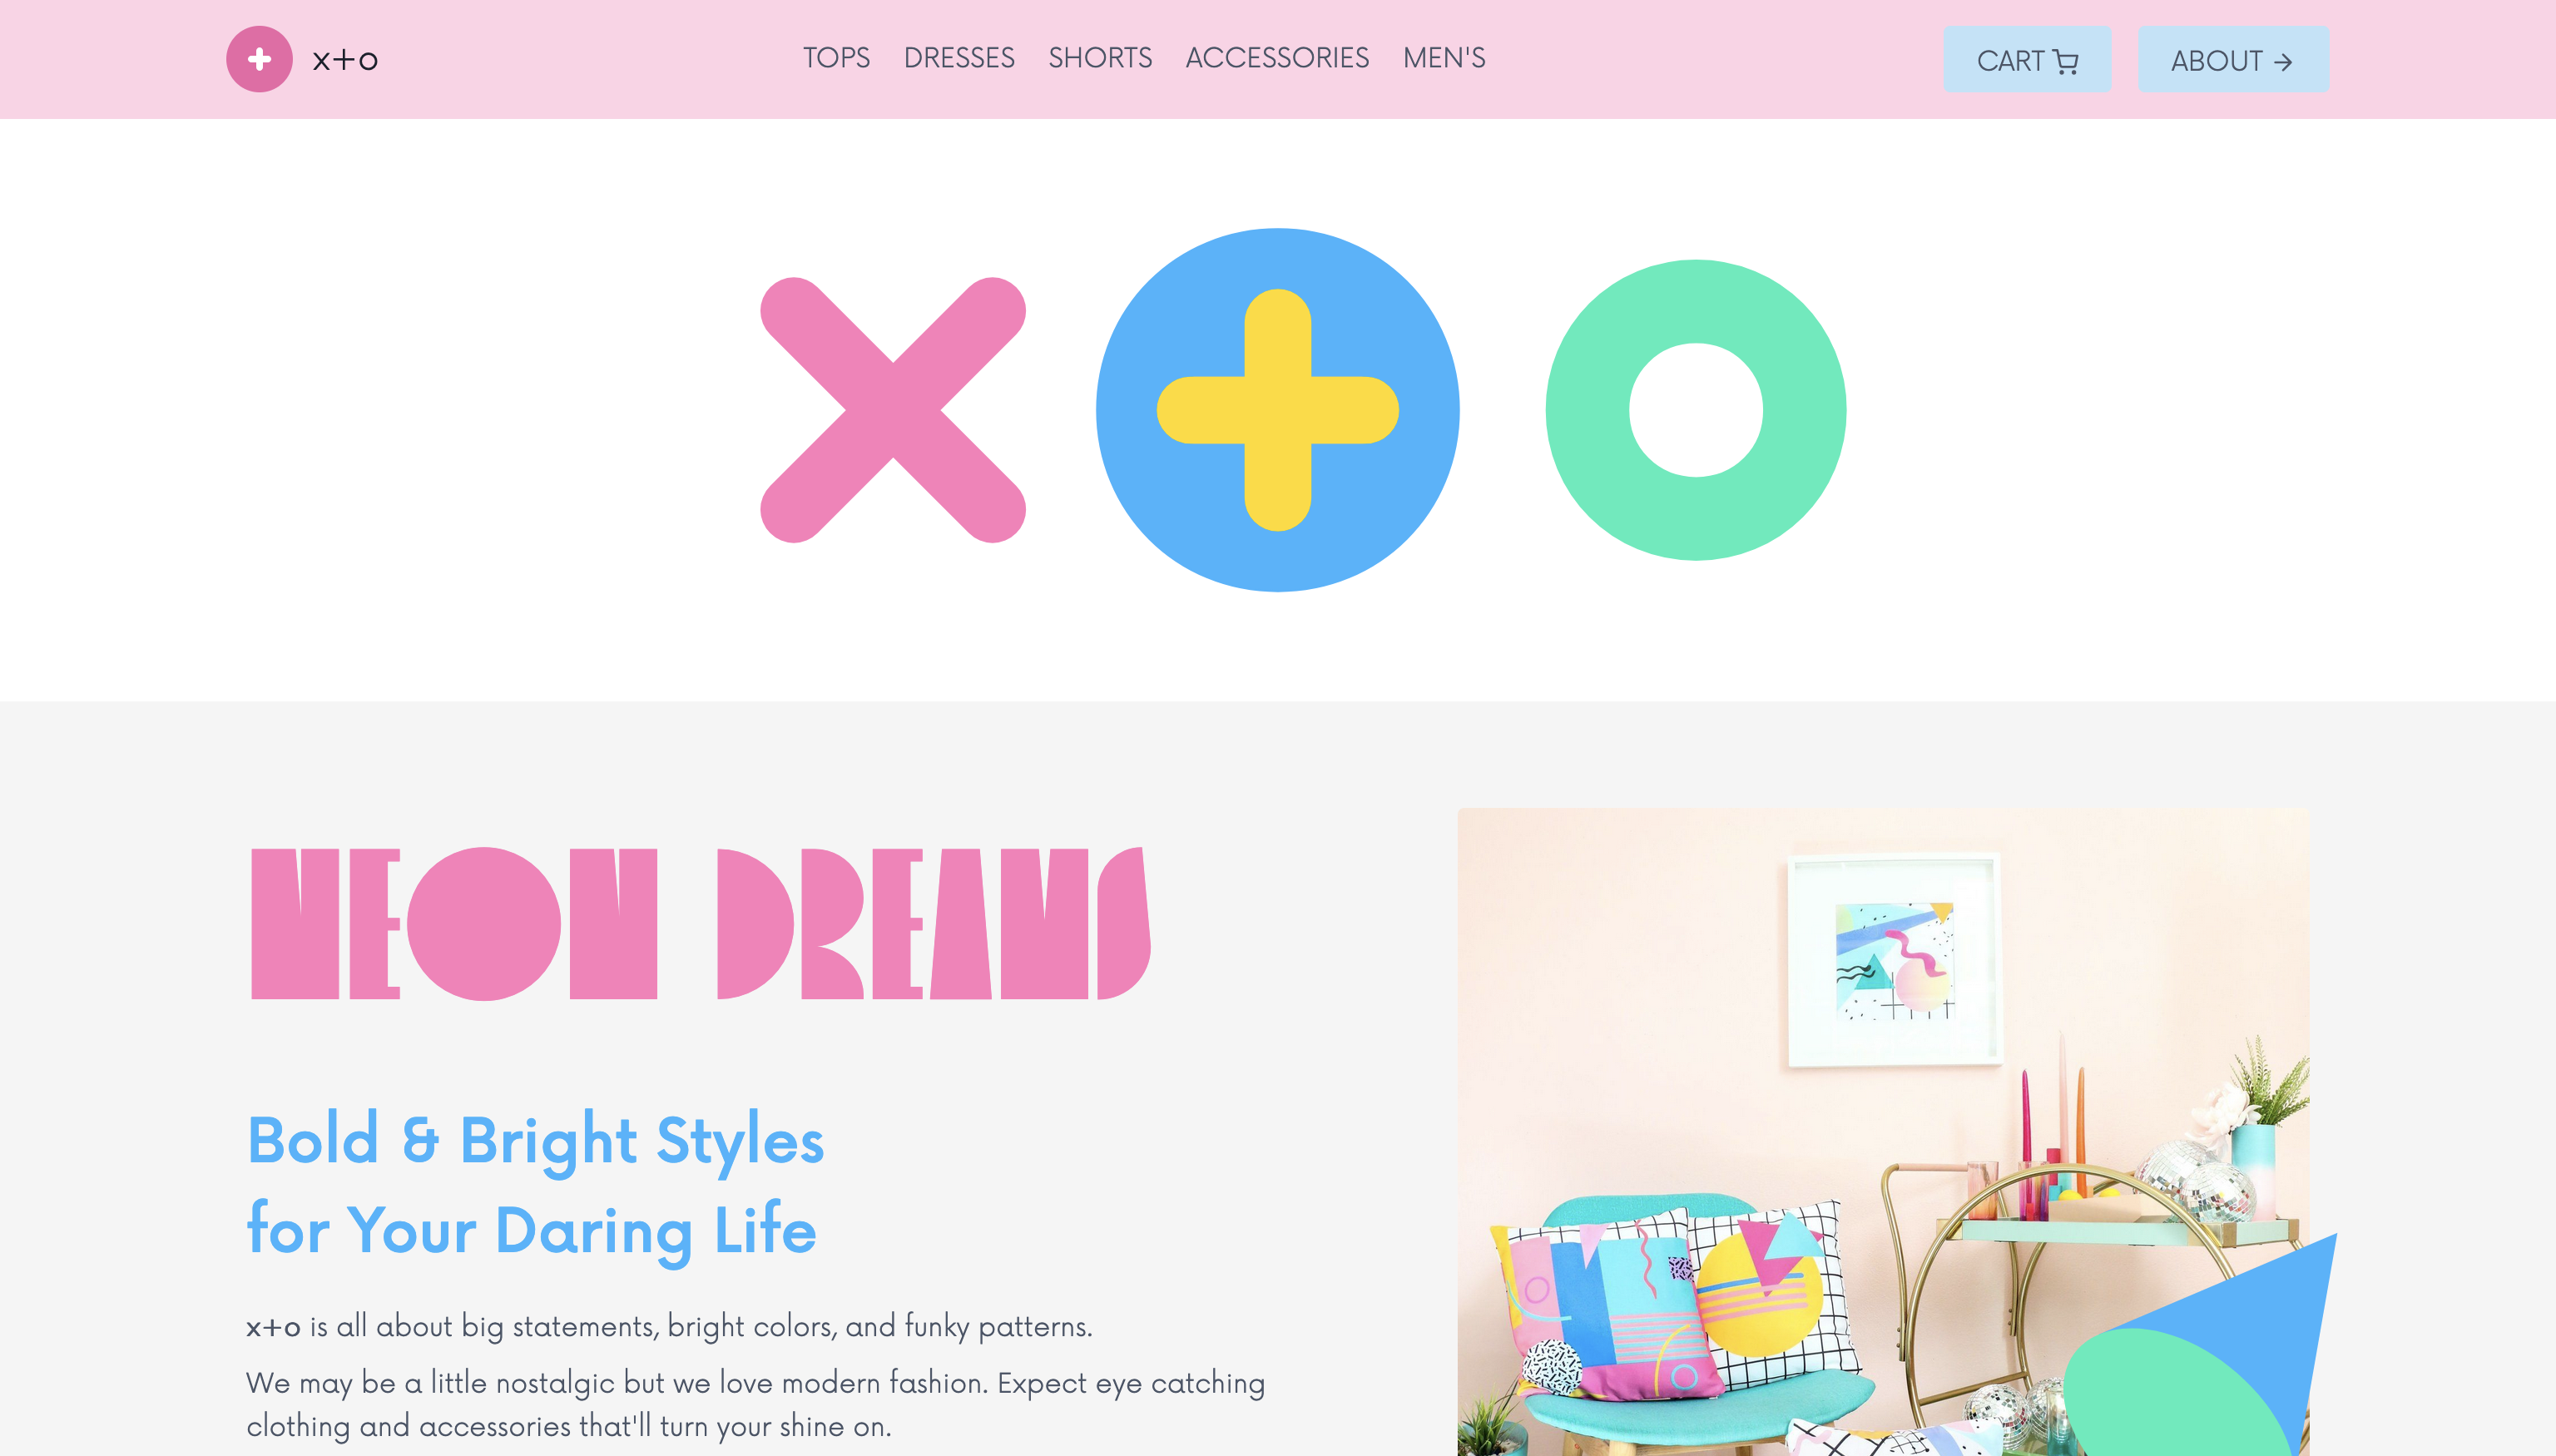 x+o
TOPS DRESSES SHORTS ACCESSORIES MEN'S
CART
ABOUT →
x + o
NEON DREAMS
Bold & Bright Styles
for Your Daring Life
x+o is all about big statements, bright colors, and funky patterns.
We may be a little nostalgic but we love modern fashion. Expect eye catching
clothing and accessories that'll turn your shine on.